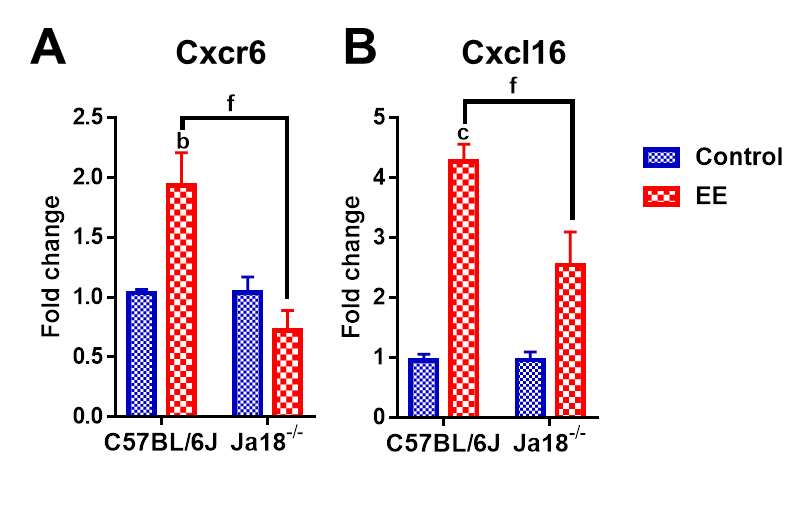 A
Cxcr6
f
b
2.5
2.0
1.5
1.0
0.5
0.0
Fold change
C57BL/6J Ja18-/-
B
Cxcl16
f
c
5
4
3
2
1
0
Fold change
C57BL/6J Ja18-/-
Control
EE